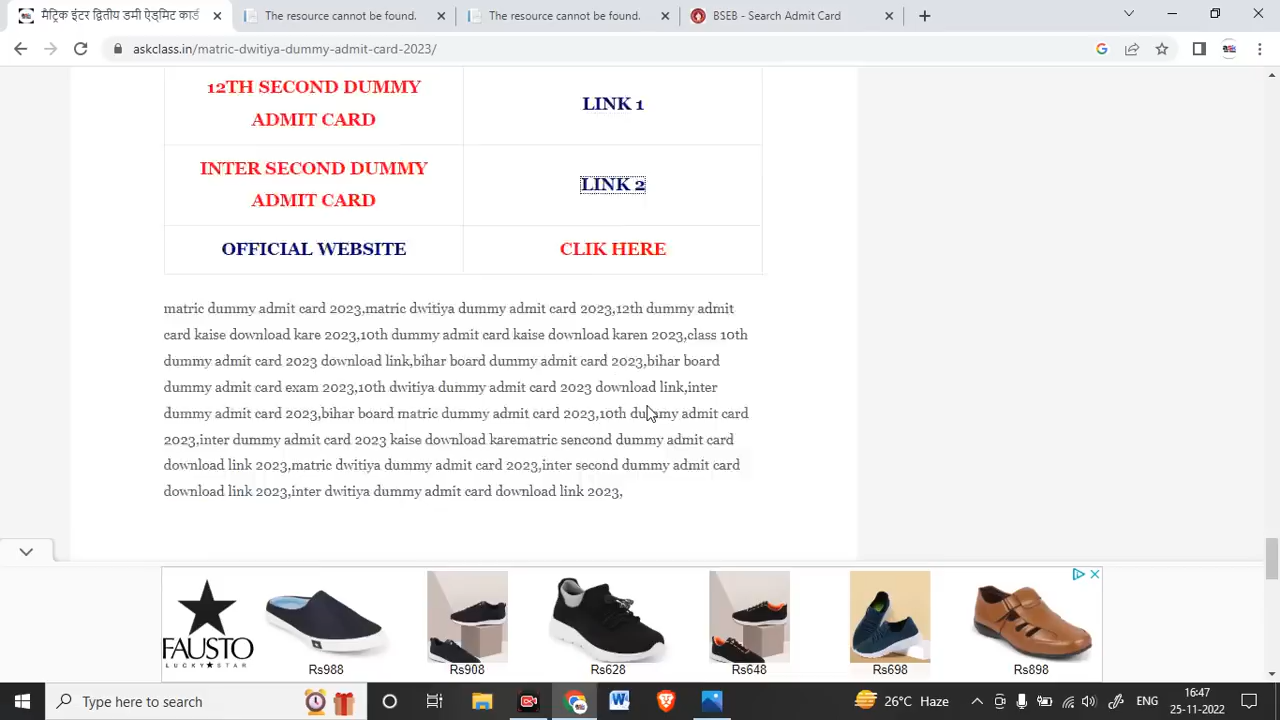 मैट्रिक इंटर द्वितीय डमी ऐड्मिट कार्ड
The resource cannot be found.
The resource cannot be found.
BSEB - Search Admit Card
askclass.in/matric-dwitiya-dummy-admit-card-2023/
12TH SECOND DUMMY
ADMIT CARD
LINK 1
INTER SECOND DUMMY
ADMIT CARD
LINK 2
OFFICIAL WEBSITE
CLIK HERE
matric dummy admit card 2023,matric dwitiya dummy admit card 2023,12th dummy admit
card kaise download kare 2023,10th dummy admit card kaise download karen 2023,class 10th
dummy admit card 2023 download link,bihar board dummy admit card 2023,bihar board
dummy admit card exam 2023,10th dwitiya dummy admit card 2023 download link,inter
dummy admit card 2023,bihar board matric dummy admit card 2023,10th dummy admit card
2023,inter dummy admit card 2023 kaise download karematric sencond dummy admit card
download link 2023,matric dwitiya dummy admit card 2023,inter second dummy admit card
download link 2023,inter dwitiya dummy admit card download link 2023,
FAUSTO
LUCKY STAR
Rs988
Rs908
Rs628
Rs648
Rs698
Rs898
Type here to search
26°C Haze
ENG
16:47
25-11-2022